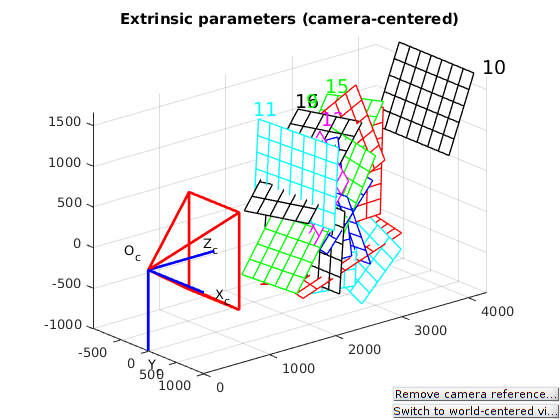 Extrinsic parameters (camera-centered)
10
15
11
16
1500
1000
500
0
-500
-1000
O_c
Z_c
X_c
Y_c
-500
0
500
1000
0
1000
2000
3000
4000
Remove camera reference...
Switch to world-centered vi...